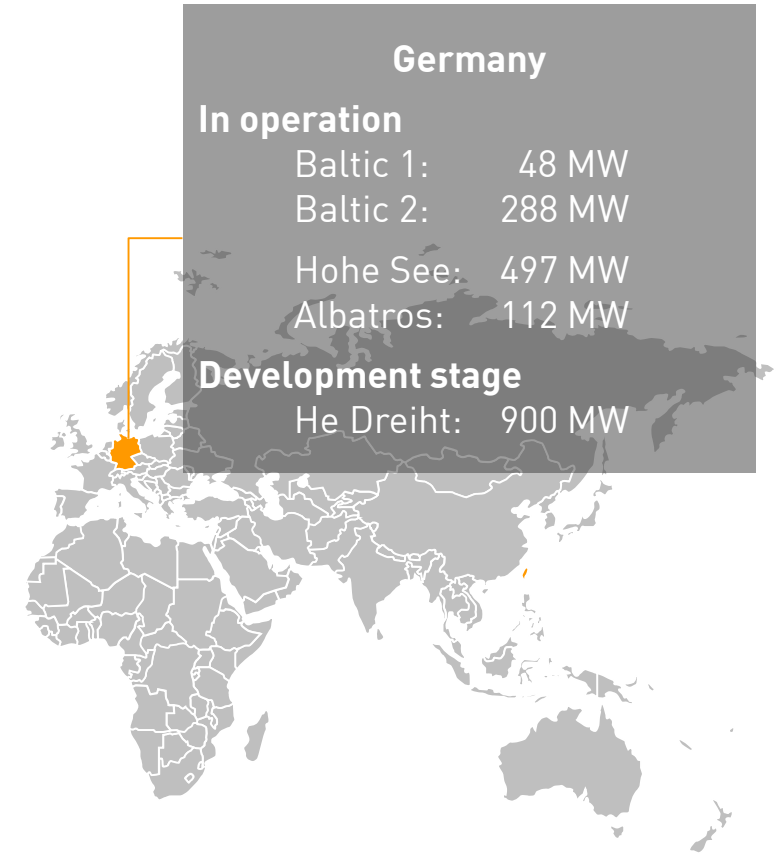 Germany
In operation
Baltic 1: 48 MW
Baltic 2: 288 MW
Hohe See: 497 MW
Albatros: 112 MW
Development stage
He Dreiht: 900 MW